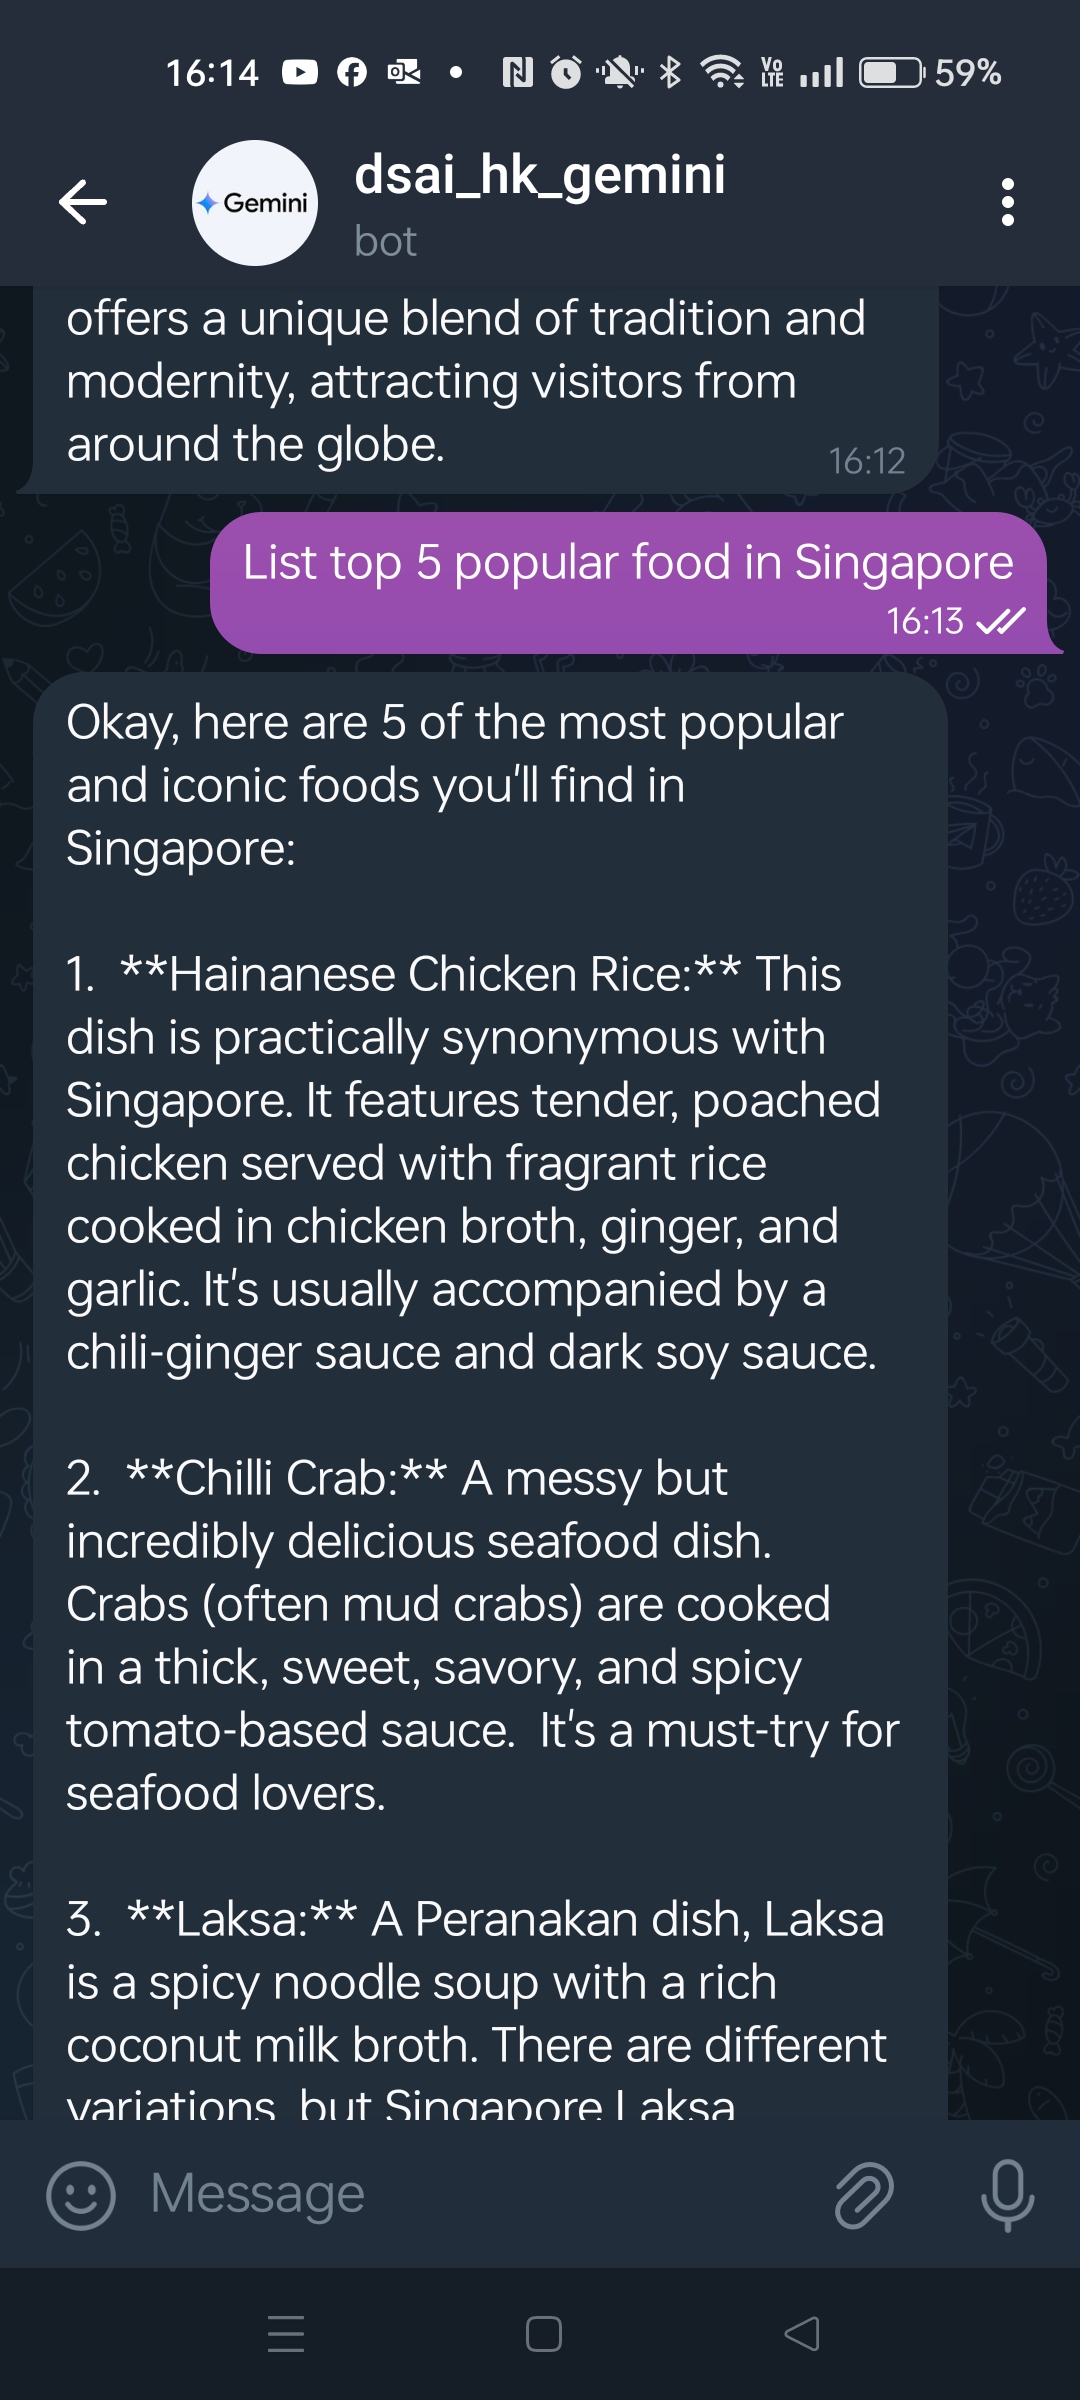 16:14
Vo
LTE
59%
Gemini
dsai_hk_gemini
bot
offers a unique blend of tradition and
modernity, attracting visitors from
around the globe.
16:12
List top 5 popular food in Singapore
16:13
Okay, here are 5 of the most popular
and iconic foods you'll find in
Singapore:
1.  **Hainanese Chicken Rice:** This
dish is practically synonymous with
Singapore. It features tender, poached
chicken served with fragrant rice
cooked in chicken broth, ginger, and
garlic. It's usually accompanied by a
chili-ginger sauce and dark soy sauce.
2.  **Chilli Crab:** A messy but
incredibly delicious seafood dish.
Crabs (often mud crabs) are cooked
in a thick, sweet, savory, and spicy
tomato-based sauce.  It's a must-try for
seafood lovers.
3.  **Laksa:** A Peranakan dish, Laksa
is a spicy noodle soup with a rich
coconut milk broth. There are different
variations, but Singapore Laksa
Message